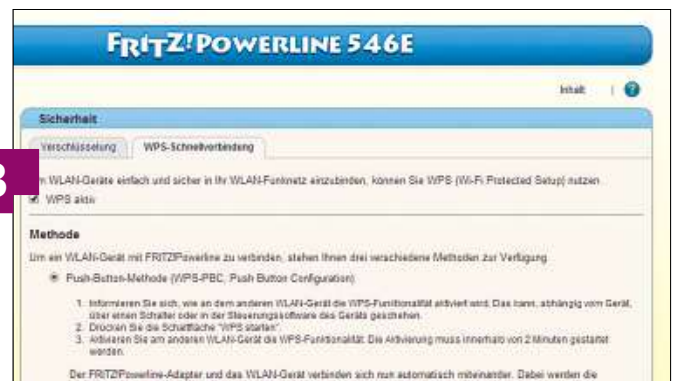 FRITZ!POWERLINE 546E
Inhalt |
Sicherheit
Verschlüsselung WPS-Schnellverbindung
3
WLAN-Geräte einfach und sicher in Ihr WLAN-Funknetz einzubinden, können Sie WPS (Wi-Fi Protected Setup) nutzen
WPS aktiv
Methode
Um ein WLAN-Gerät mit FRITZ!Powerline zu verbinden, stehen Ihnen drei verschiedene Methoden zur Verfügung
Push-Button-Methode (WPS-PBC, Push Button Configuration)
1. Informieren Sie sich, wie an dem anderen WLAN-Gerät die WPS-Funktionalität aktiviert wird. Das kann, abhängig vom Gerät,
über einen Schalter oder in der Steuerungssoftware des Geräts geschehen.
2. Drücken Sie die Schaltfläche "WPS starten".
3. Aktivieren Sie am anderen WLAN-Gerät die WPS-Funktionalität. Die Aktivierung muss innerhalb von 2 Minuten gestartet
werden.
Der FRITZ!Powerline-Adapter und das WLAN-Gerät verbinden sich nun automatisch miteinander. Dabei werden die